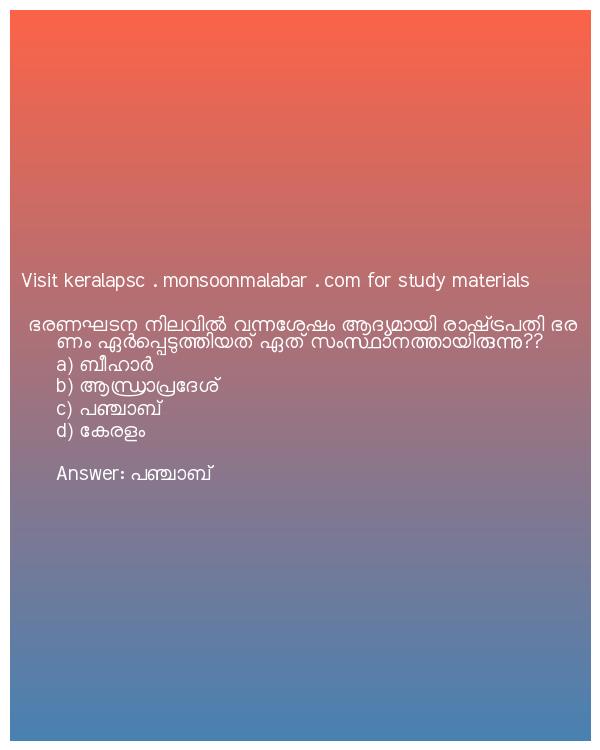 Visit keralapsc . monsoonmalabar . com for study materials
ഭരണഘടന നിലവിൽ വന്നശേഷം ആദ്യമായി രാഷ്ട്രപതി ഭര
ണം ഏർപ്പെടുത്തിയത് ഏത് സംസ്ഥാനത്തായിരുന്നു??
a) ബീഹാർ
b) ആന്ധ്രാപ്രദേശ്
c) പഞ്ചാബ്
d) കേരളം
Answer: പഞ്ചാബ്